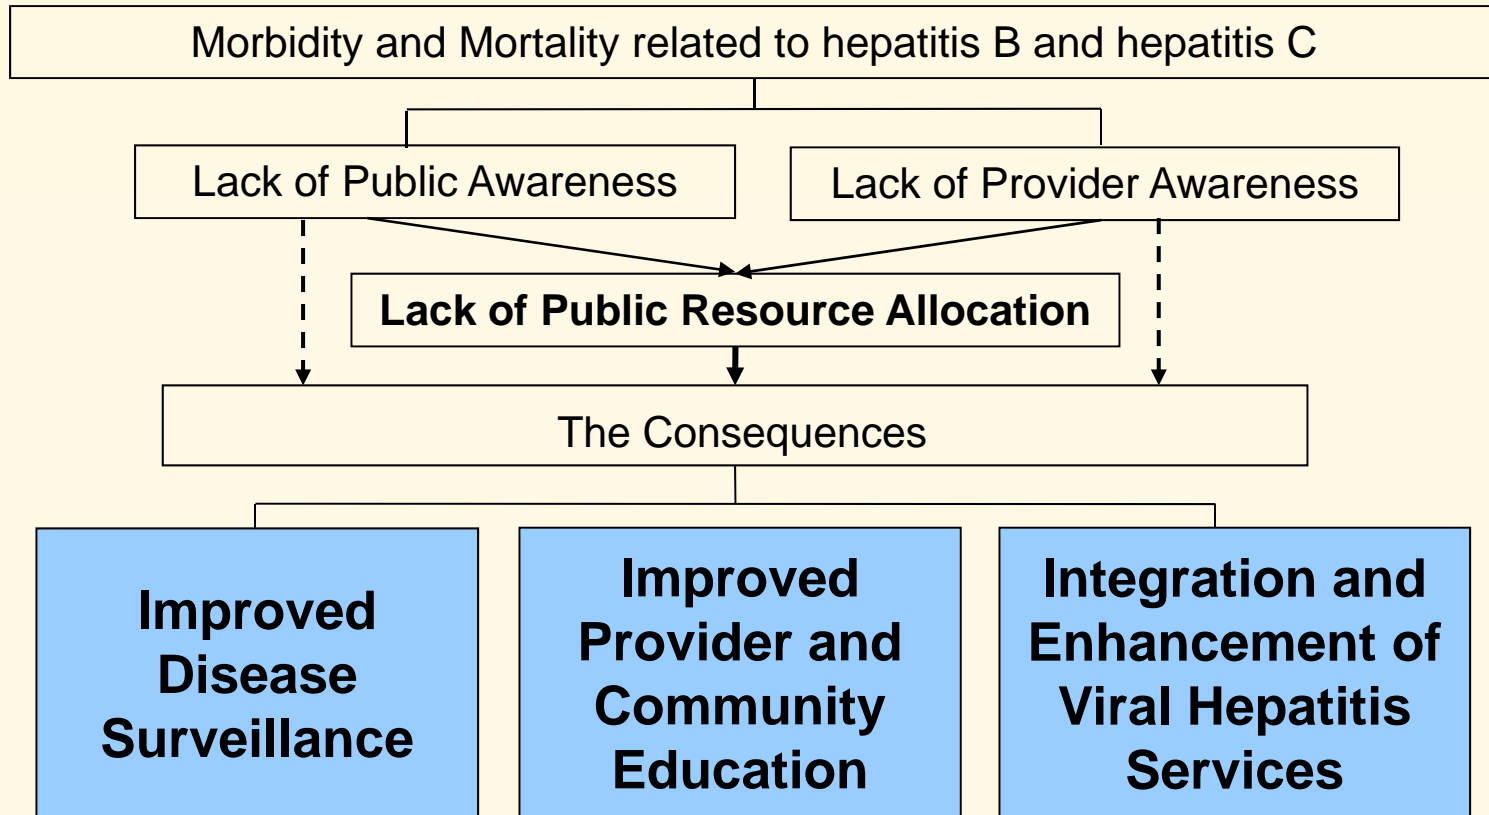 Morbidity and Mortality related to hepatitis B and hepatitis C
Lack of Public Awareness
Lack of Provider Awareness
Lack of Public Resource Allocation
The Consequences
Improved
Disease
Surveillance
Improved
Provider and
Community
Education
Integration and
Enhancement of
Viral Hepatitis
Services